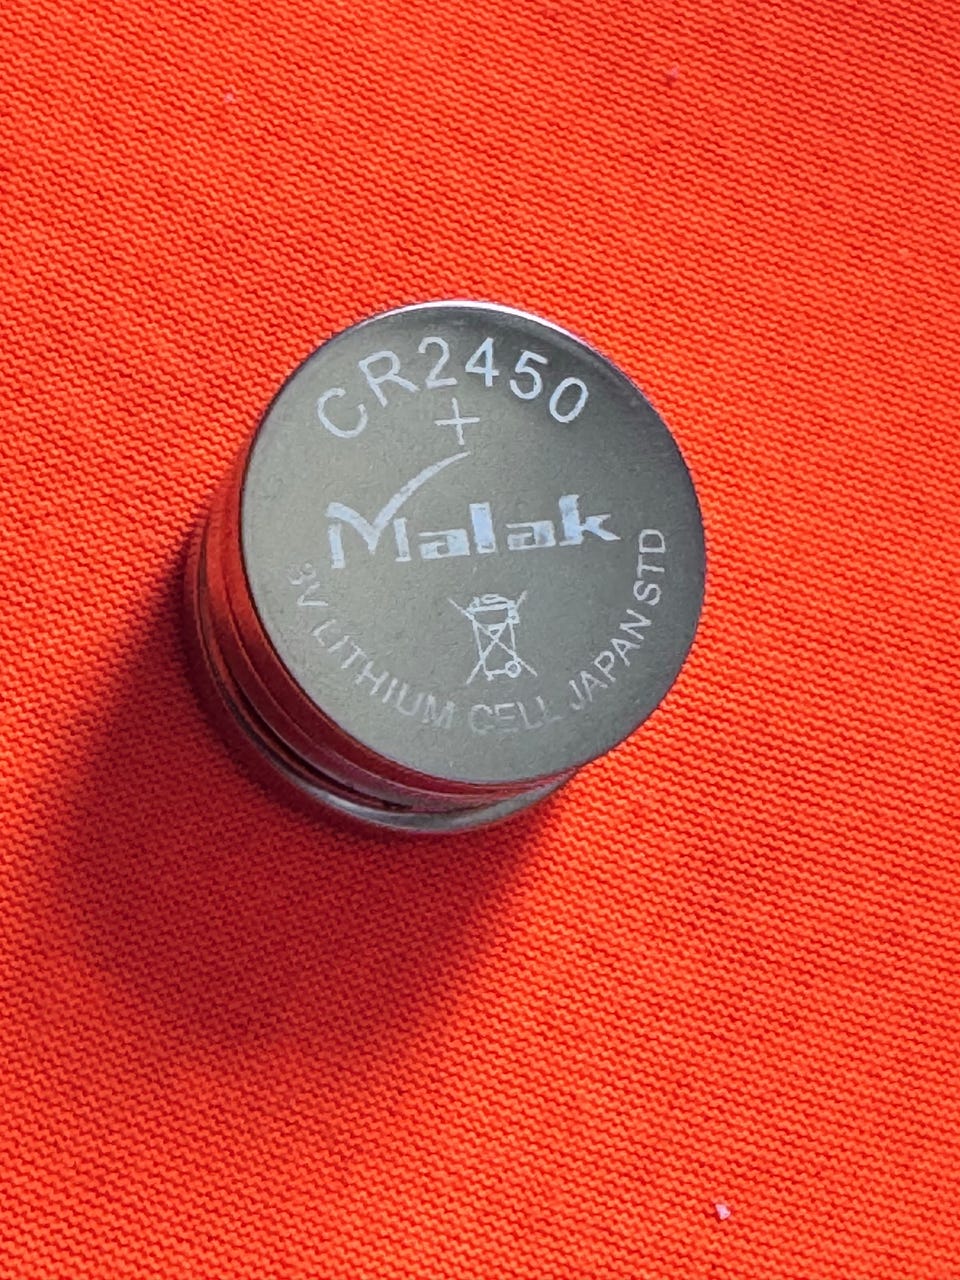 CR2450
+
Malak
3V LITHIUM CELL JAPAN STD